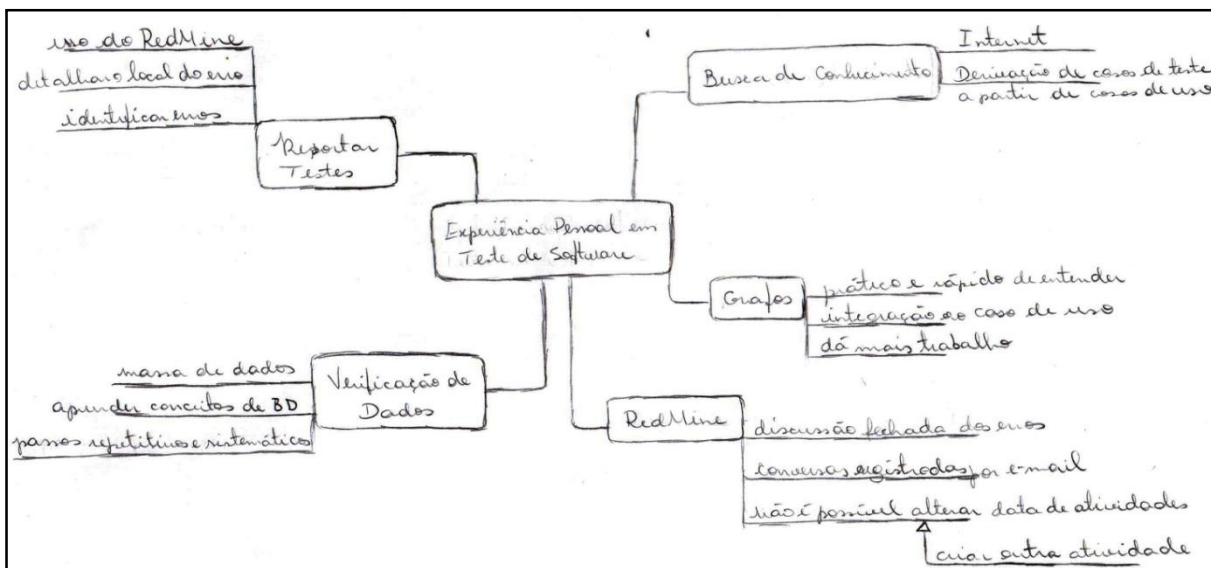 uso do RedMine
detalhar o local do erro
identificar erros
Reportar
Testes
Busca de Conhecimento
Internet
Derivação de casos de teste
a partir de casos de uso
Experiência Pessoal em
Teste de Software
Grafos
prático e rápido de entender
integração ao caso de uso
dá mais trabalho
Verificação de
Dados
massa de dados
aprender conceitos de BD
passos repetitivos e sistemáticos
RedMine
discussão fechada dos erros
conversas registradas por e-mail
não é possível alterar data de atividades
criar outra atividade